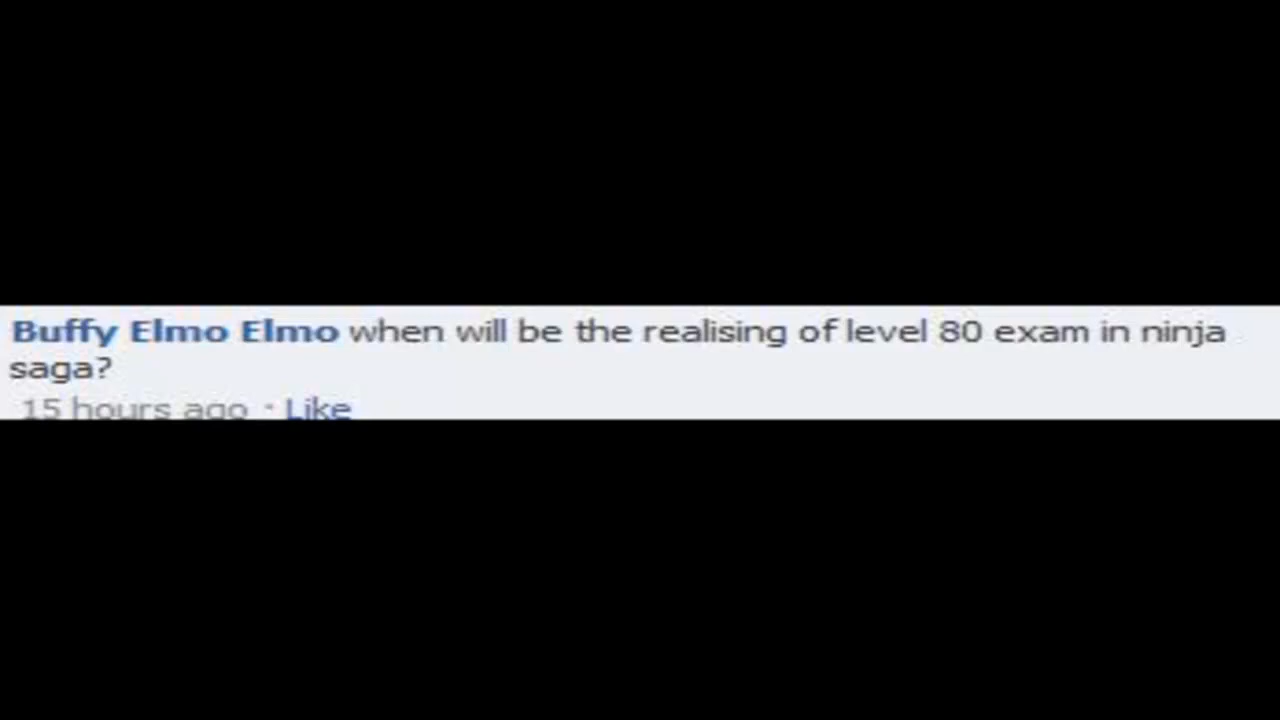 Buffy Elmo Elmo when will be the realising of level 80 exam in ninja
saga?
15 hours ago · Like